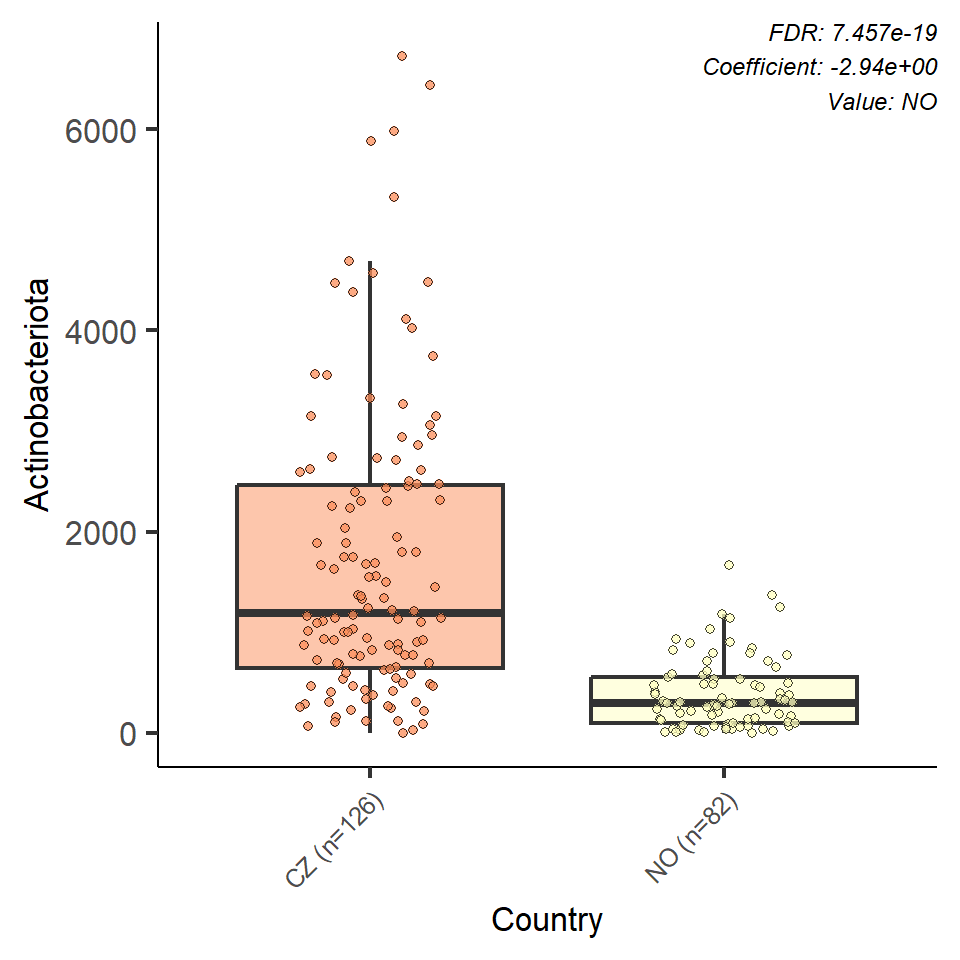 FDR: 7.457e-19
Coefficient: -2.94e+00
Value: NO
6000
4000
2000
0
Actinobacteriota
CZ (n=126)
NO (n=82)
Country